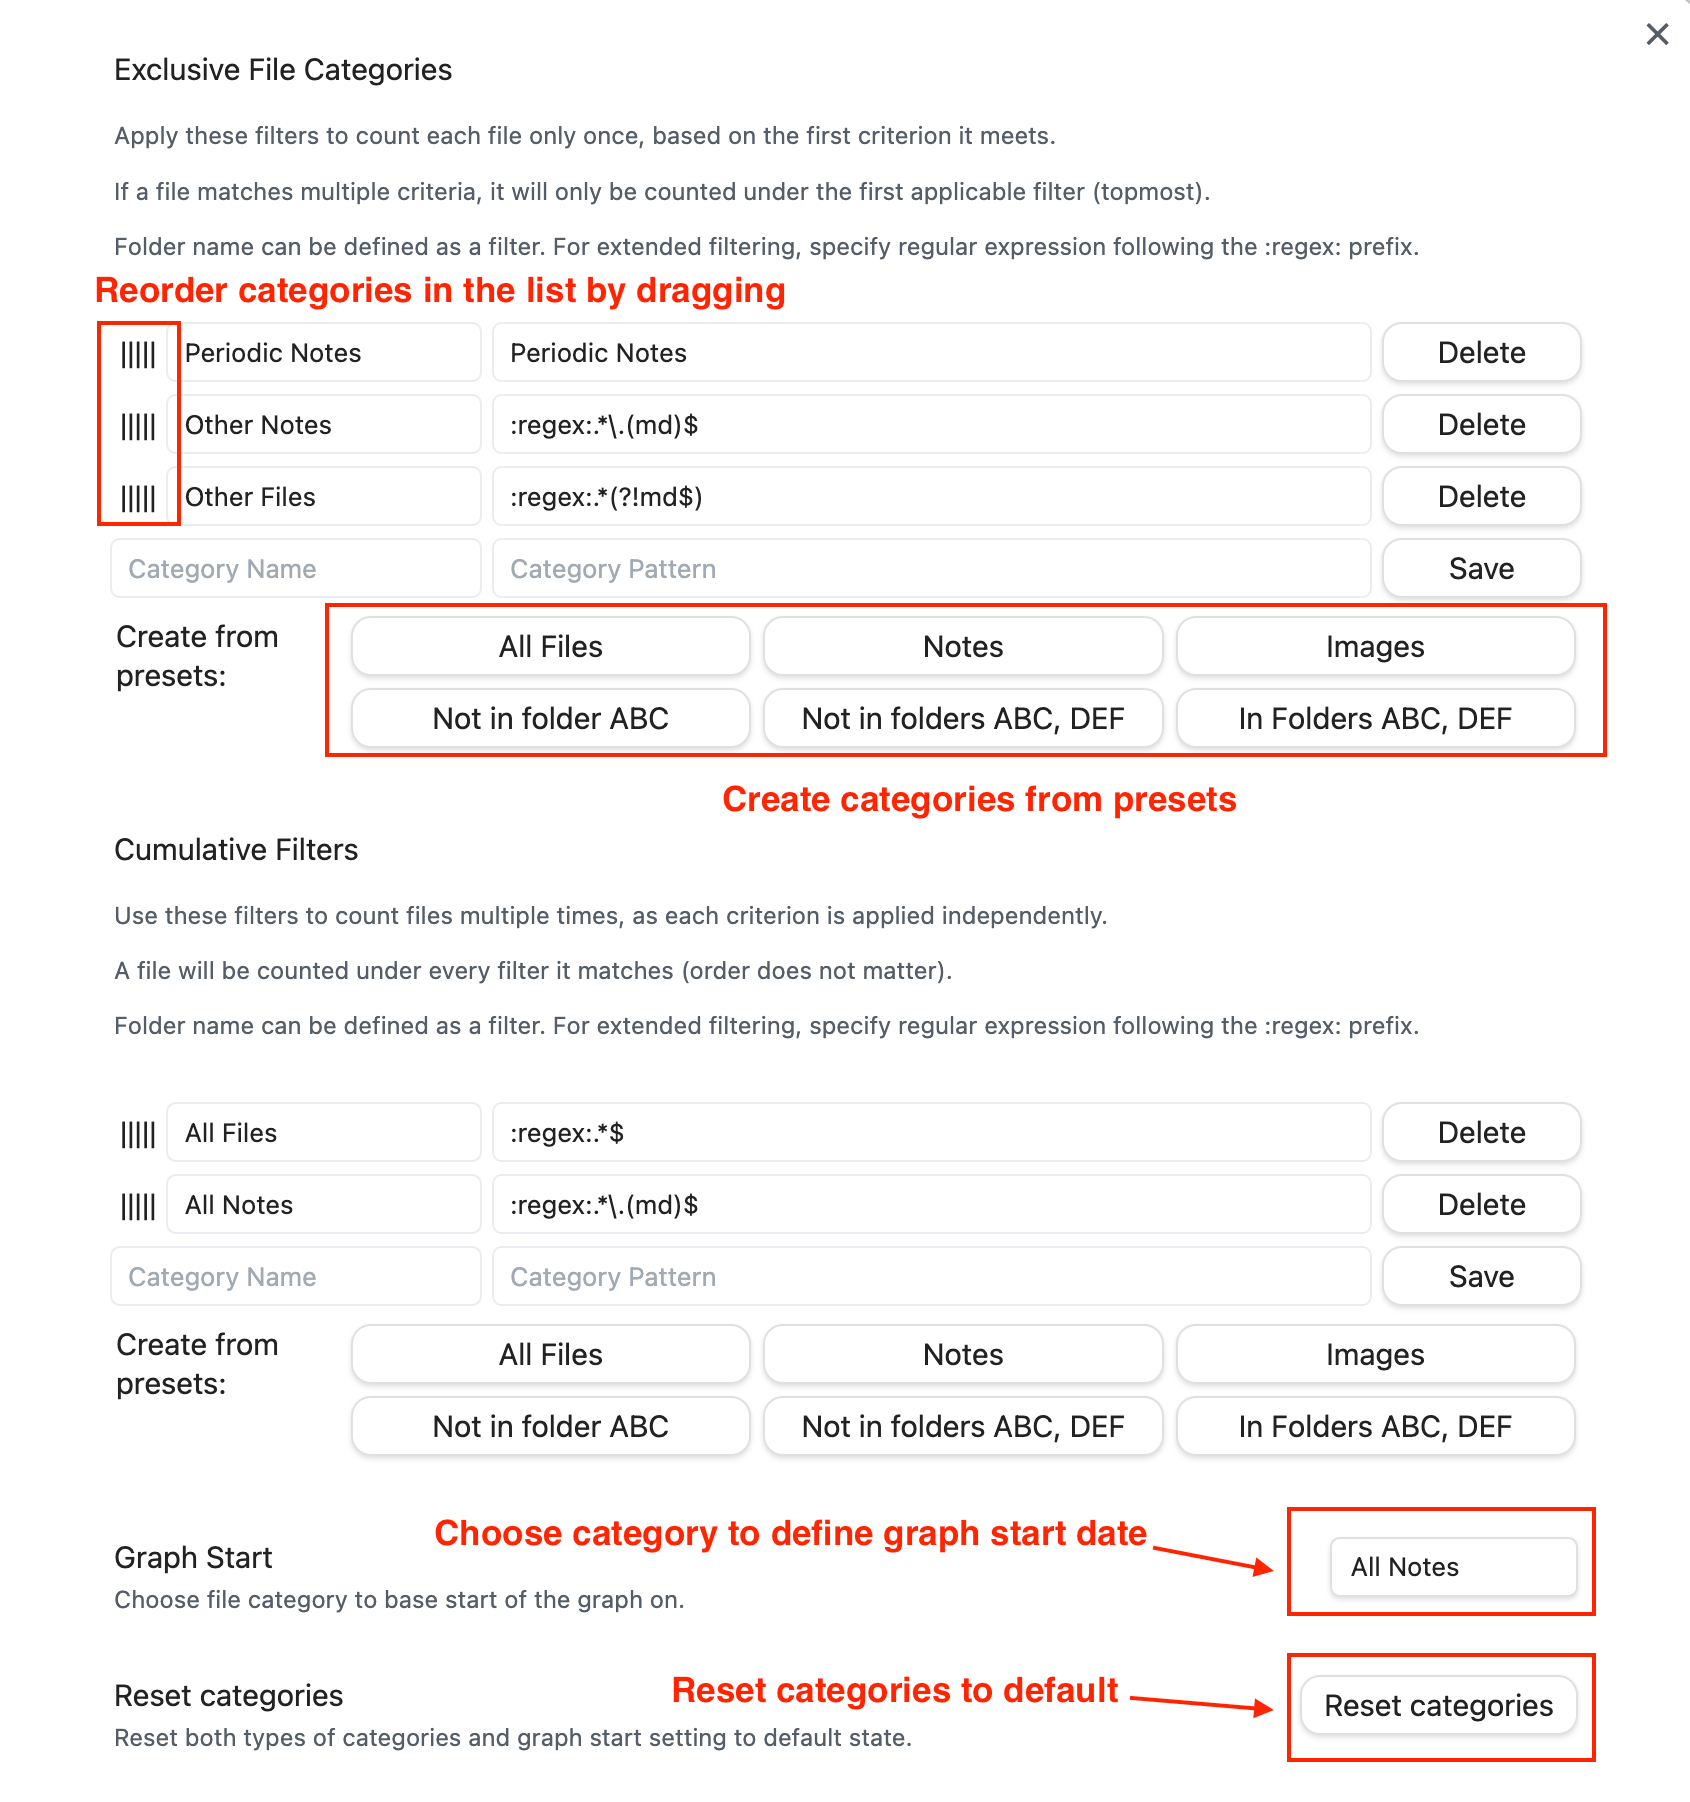 Exclusive File Categories
Apply these filters to count each file only once, based on the first criterion it meets.
If a file matches multiple criteria, it will only be counted under the first applicable filter (topmost).
Folder name can be defined as a filter. For extended filtering, specify regular expression following the :regex: prefix.
Reorder categories in the list by dragging
Periodic Notes Periodic Notes Delete
Other Notes :regex:.*\.(md)$ Delete
Other Files :regex:.*(?!md$) Delete
Category Name Category Pattern Save
Create from presets:
All Files Notes Images
Not in folder ABC Not in folders ABC, DEF In Folders ABC, DEF
Create categories from presets
Cumulative Filters
Use these filters to count files multiple times, as each criterion is applied independently.
A file will be counted under every filter it matches (order does not matter).
Folder name can be defined as a filter. For extended filtering, specify regular expression following the :regex: prefix.
All Files :regex:.*$ Delete
All Notes :regex:.*\.(md)$ Delete
Category Name Category Pattern Save
Create from presets:
All Files Notes Images
Not in folder ABC Not in folders ABC, DEF In Folders ABC, DEF
Choose category to define graph start date
Graph Start
All Notes
Choose file category to base start of the graph on.
Reset categories to default
Reset categories
Reset categories
Reset both types of categories and graph start setting to default state.